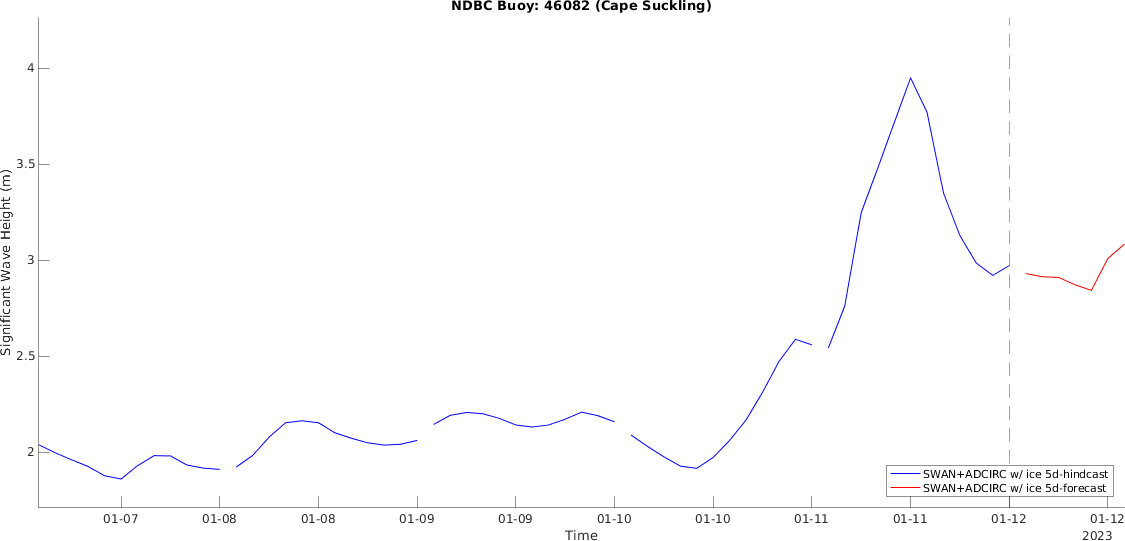 NDBC Buoy: 46082 (Cape Suckling)
4
3.5
3
2.5
2
Significant Wave Height (m)
SWAN+ADCIRC w/ ice 5d-hindcast
SWAN+ADCIRC w/ ice 5d-forecast
01-07 01-08 01-08 01-09 01-09 01-10 01-10 01-11 01-11 01-12 01-12
Time
2023